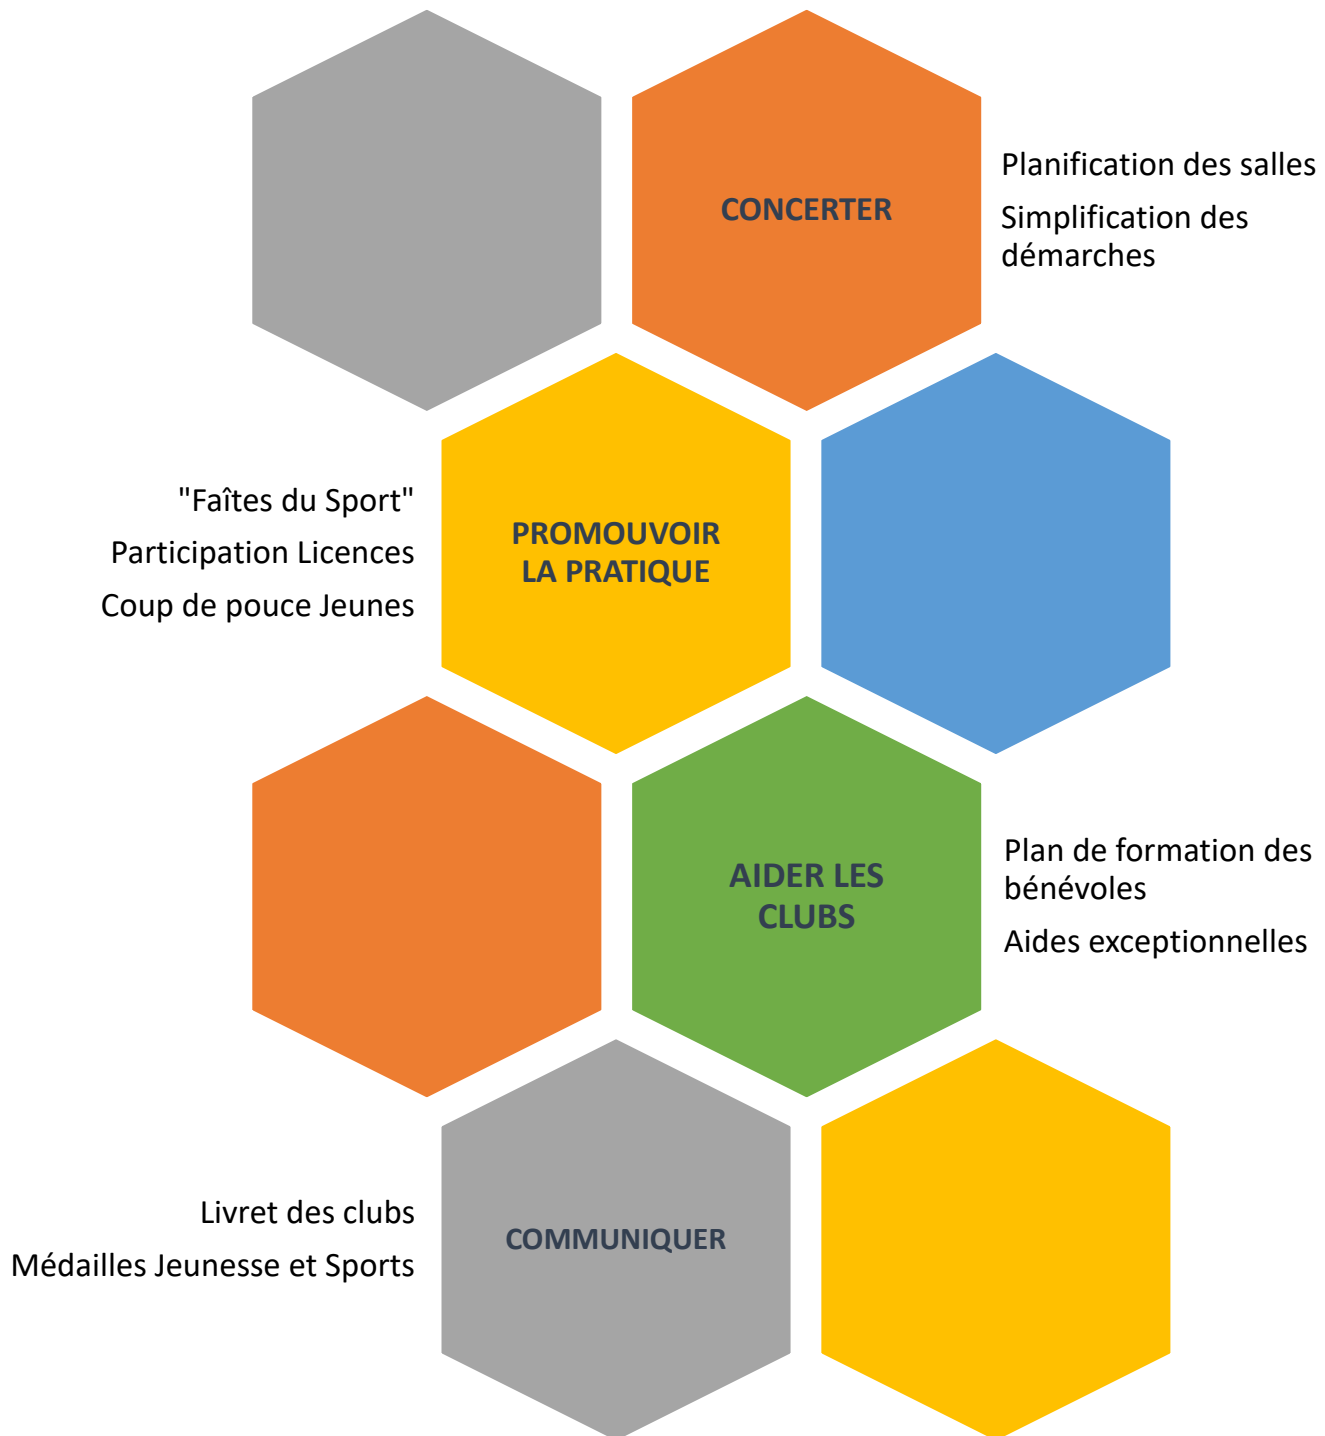 CONCERTER
Planification des salles
Simplification des
démarches
"Faîtes du Sport"
Participation Licences
Coup de pouce Jeunes
PROMOUVOIR
LA PRATIQUE
AIDER LES
CLUBS
Plan de formation des
bénévoles
Aides exceptionnelles
Livret des clubs
Médailles Jeunesse et Sports
COMMUNIQUER